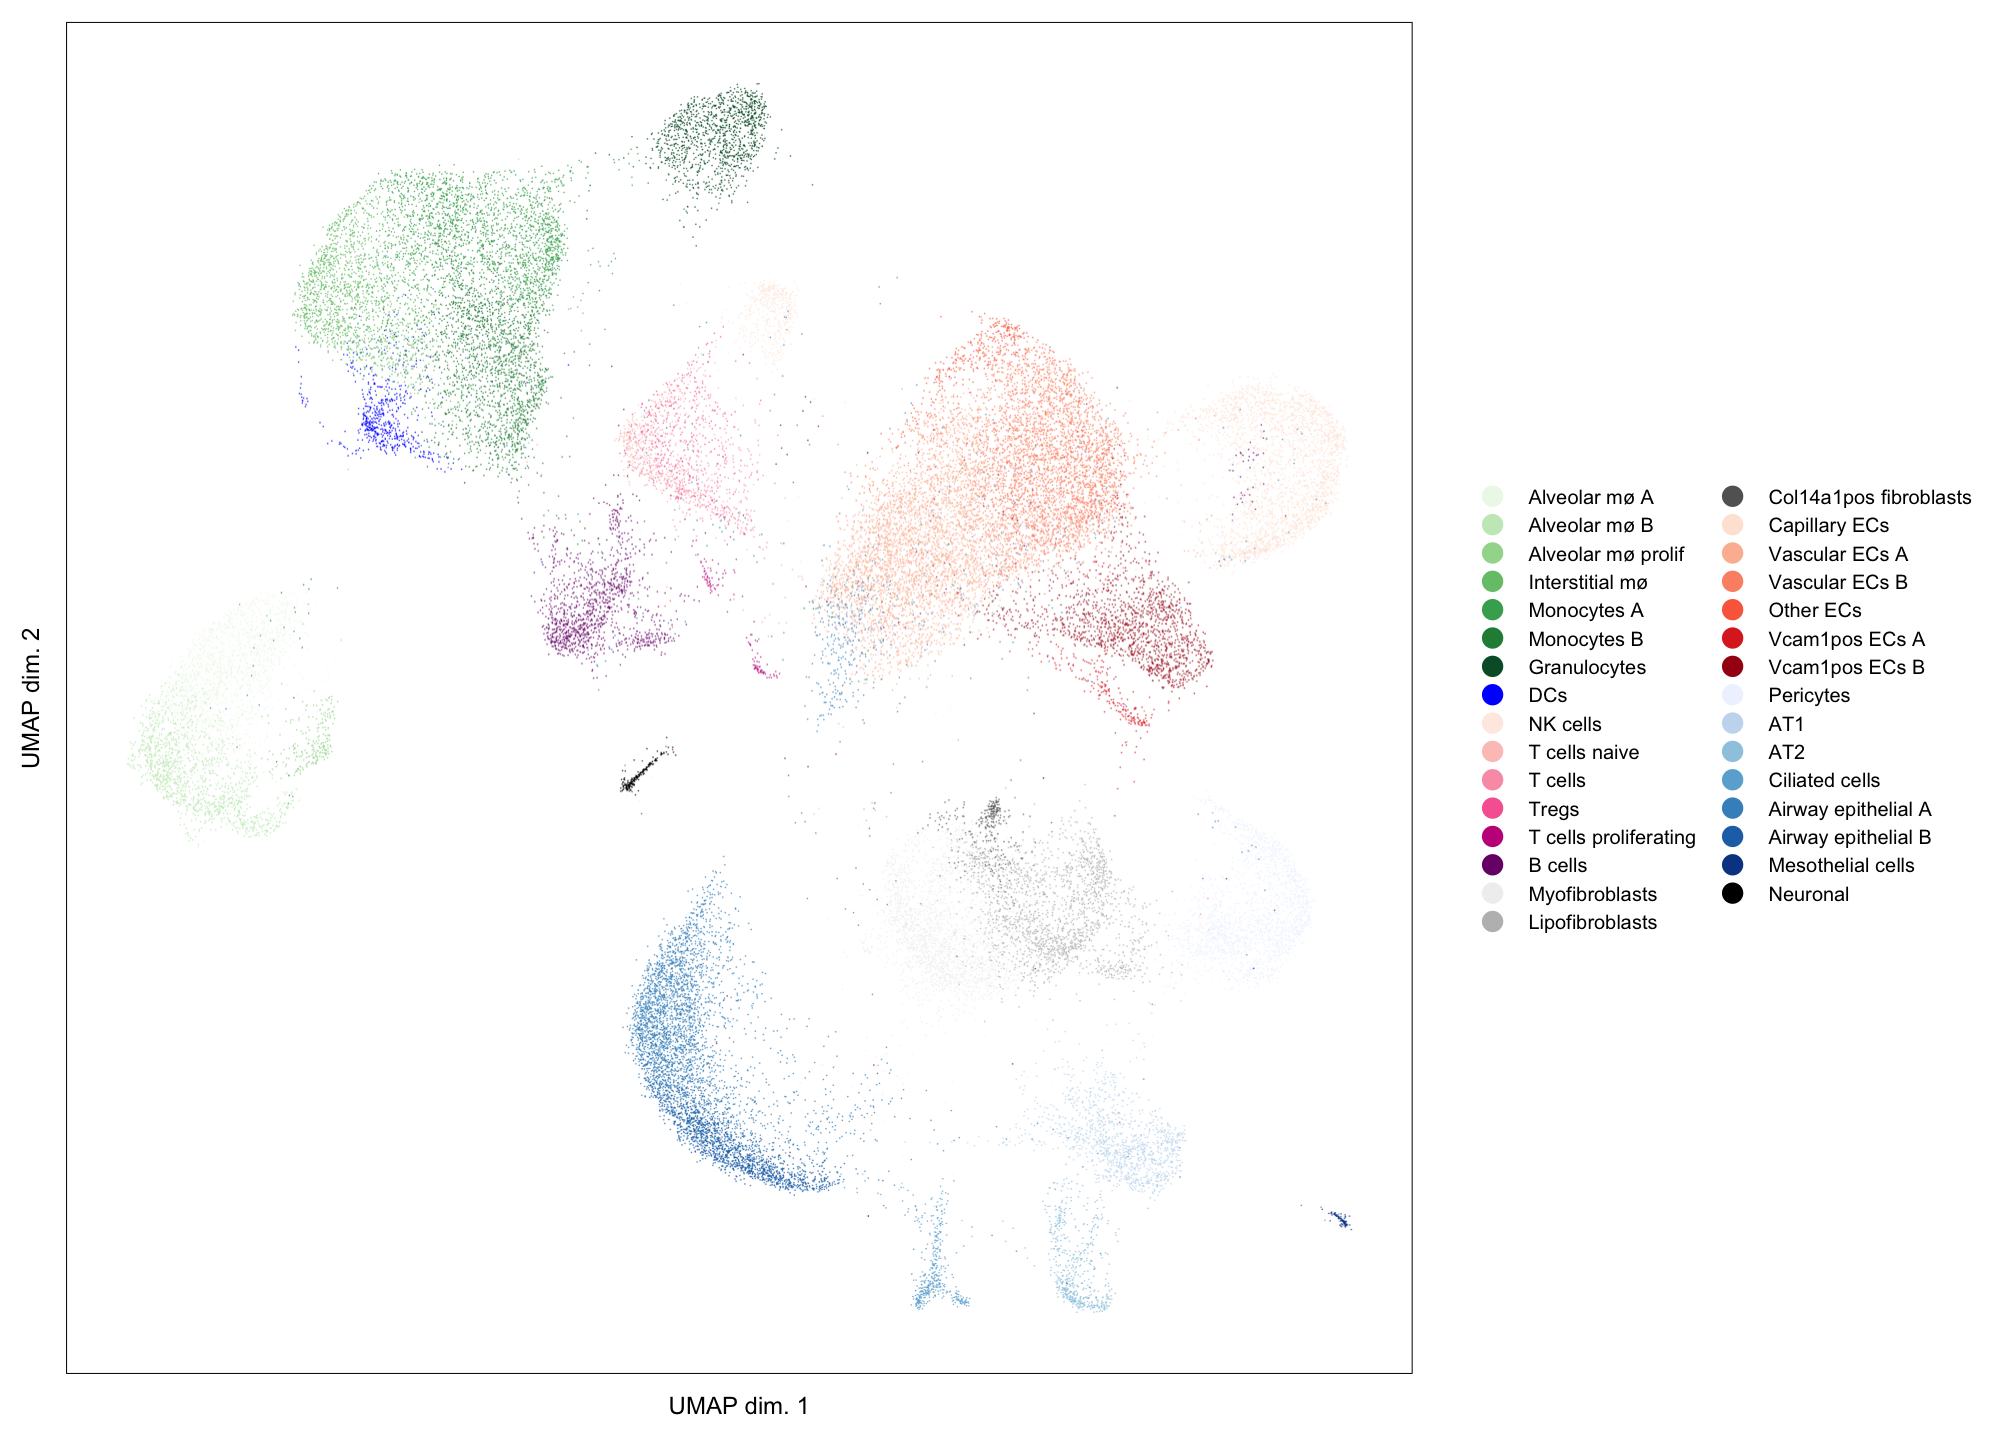 UMAP dim. 2
UMAP dim. 1
Alveolar mø A
Alveolar mø B
Alveolar mø prolif
Interstitial mø
Monocytes A
Monocytes B
Granulocytes
DCs
NK cells
T cells naive
T cells
Tregs
T cells proliferating
B cells
Myofibroblasts
Lipofibroblasts
Col14a1pos fibroblasts
Capillary ECs
Vascular ECs A
Vascular ECs B
Other ECs
Vcam1pos ECs A
Vcam1pos ECs B
Pericytes
AT1
AT2
Ciliated cells
Airway epithelial A
Airway epithelial B
Mesothelial cells
Neuronal